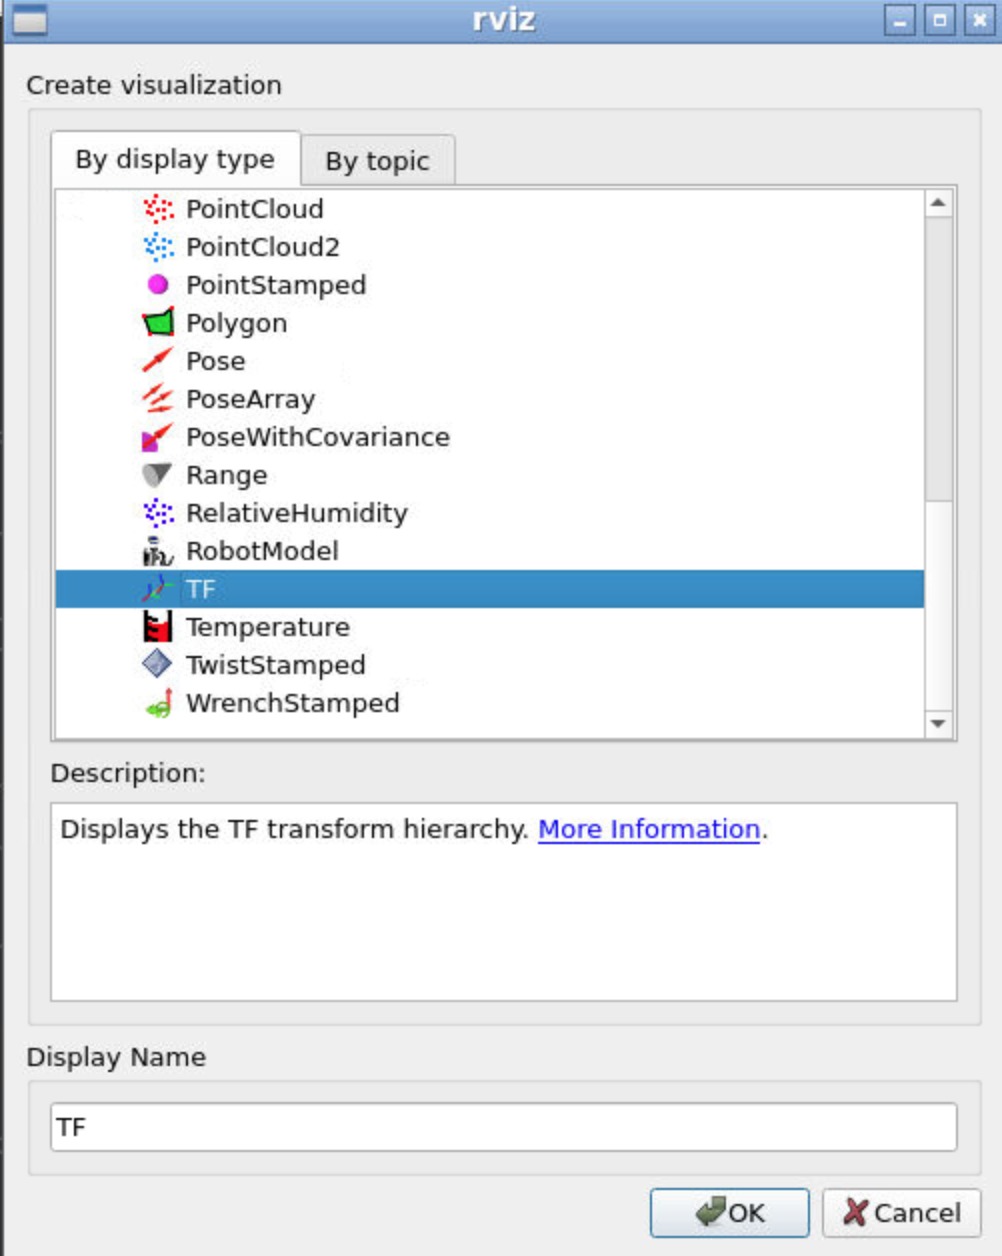 rviz
Create visualization
By display type By topic
PointCloud
PointCloud2
PointStamped
Polygon
Pose
PoseArray
PoseWithCovariance
Range
RelativeHumidity
RobotModel
TF
Temperature
TwistStamped
WrenchStamped
Description:
Displays the TF transform hierarchy. More Information.
Display Name
TF
OK Cancel